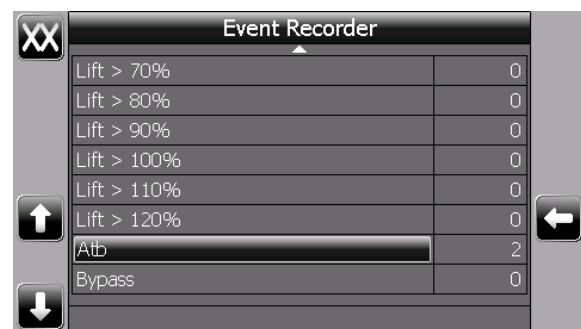 XX
Event Recorder
Lift > 70% 0
Lift > 80% 0
Lift > 90% 0
Lift > 100% 0
Lift > 110% 0
Lift > 120% 0
Atb 2
Bypass 0